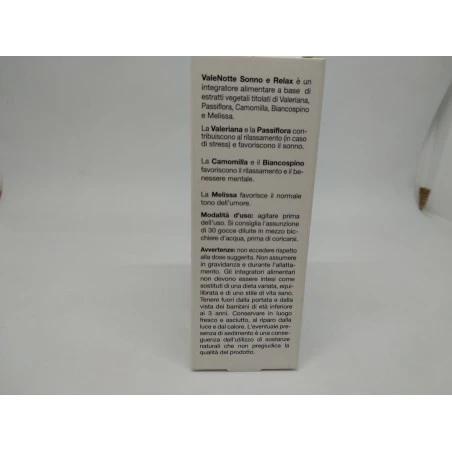 ValeNotte Sonno e Relax è un
integratore alimentare a base di
estratti vegetali titolati di Valeriana,
Passiflora, Camomilla, Biancospino
e Melissa.
La Valeriana e la Passiflora con-
tribuiscono al rilassamento (in caso
di stress) e favoriscono il sonno.
La Camomilla e il Biancospino
favoriscono il rilassamento e il be-
nessere mentale.
La Melissa favorisce il normale
tono dell'umore.
Modalità d'uso: agitare prima
dell'uso. Si consiglia l'assunzione
di 30 gocce diluite in mezzo bic-
chiere d'acqua, prima di coricarsi.
Avvertenze: non eccedere rispetto
alla dose suggerita. Non assumere
in gravidanza e durante l'allatta-
mento. Gli integratori alimentari
non devono essere intesi come
sostituti di una dieta variata, equi-
librata e di uno stile di vita sano.
Tenere fuori dalla portata e dalla
vista dei bambini di età inferiore
ai 3 anni. Conservare in luogo
fresco e asciutto, al riparo dalla
luce e dal calore. L'eventuale pre-
senza di sedimento è una con-
seguenza dell'utilizzo di sostanze
naturali che non pregiudica la
qualità del prodotto.